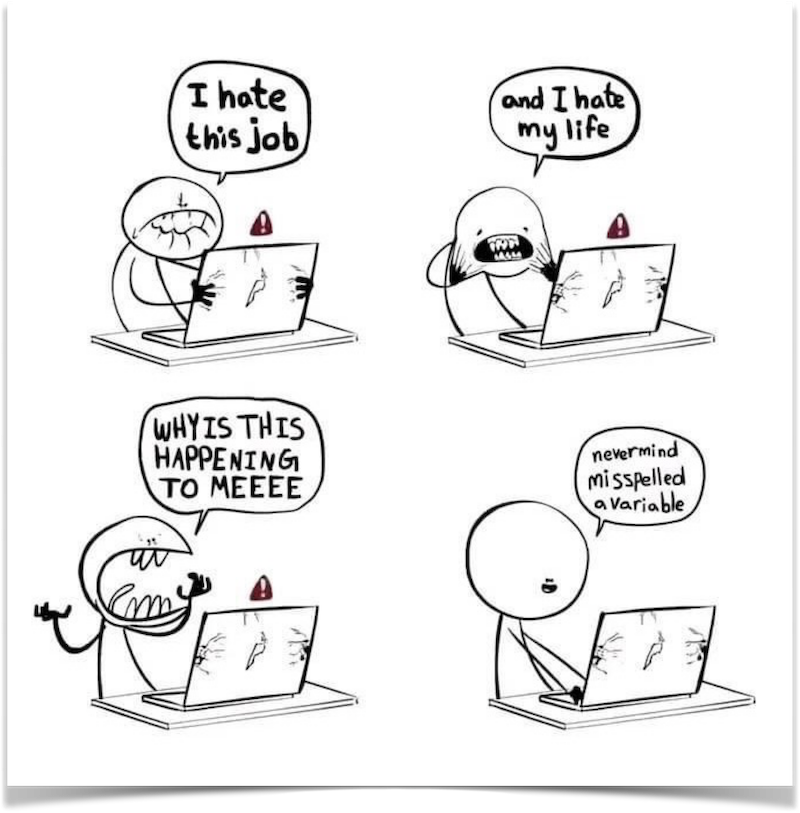 I hate
this job
and I hate
my life
WHY IS THIS
HAPPENING
TO MEEEE
nevermind
misspelled
a variable